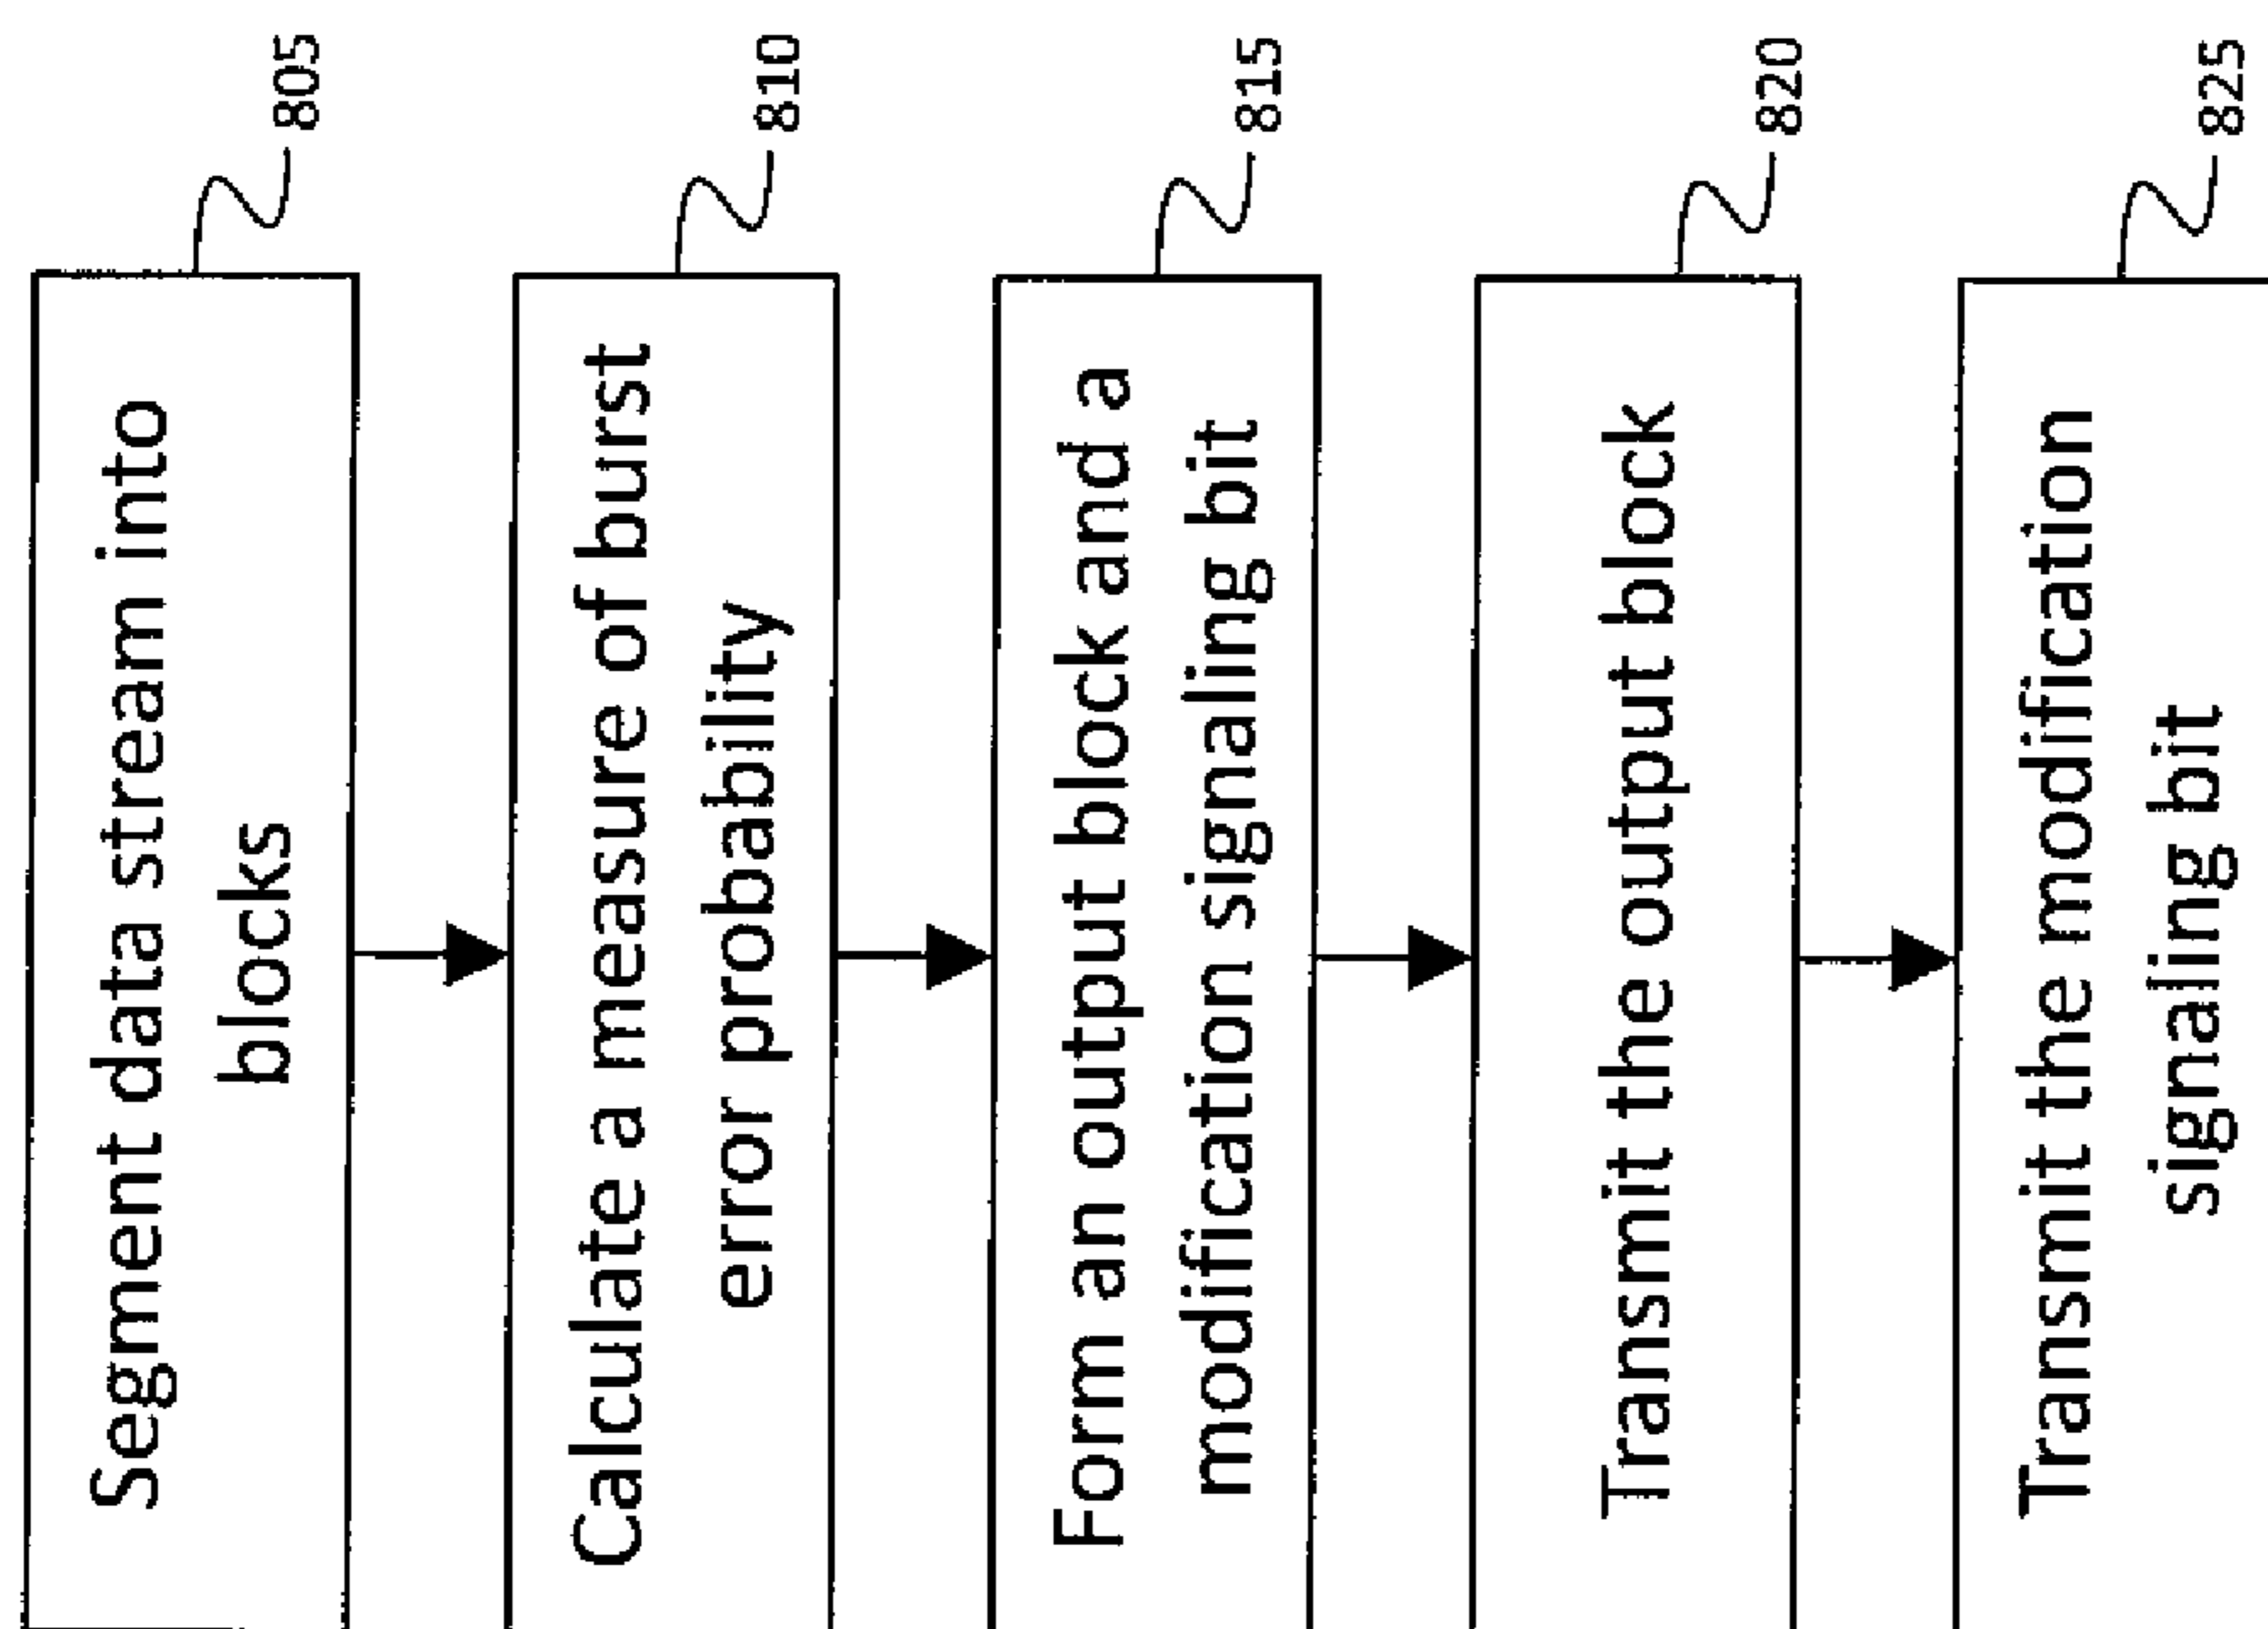 Segment data stream into
blocks
805
Calculate a measure of burst
error probability
810
Form an output block and a
modification signaling bit
815
Transmit the output block
820
Transmit the modification
signaling bit
825